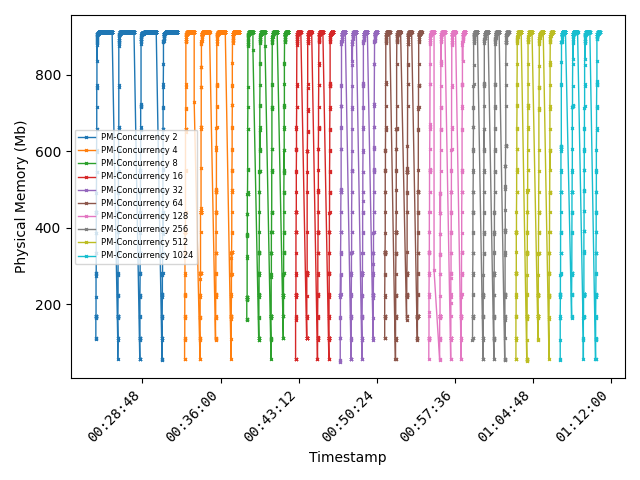 Physical Memory (Mb)
800
600
400
200
PM-Concurrency 2
PM-Concurrency 4
PM-Concurrency 8
PM-Concurrency 16
PM-Concurrency 32
PM-Concurrency 64
PM-Concurrency 128
PM-Concurrency 256
PM-Concurrency 512
PM-Concurrency 1024
00:28:48
00:36:00
00:43:12
00:50:24
00:57:36
01:04:48
01:12:00
Timestamp